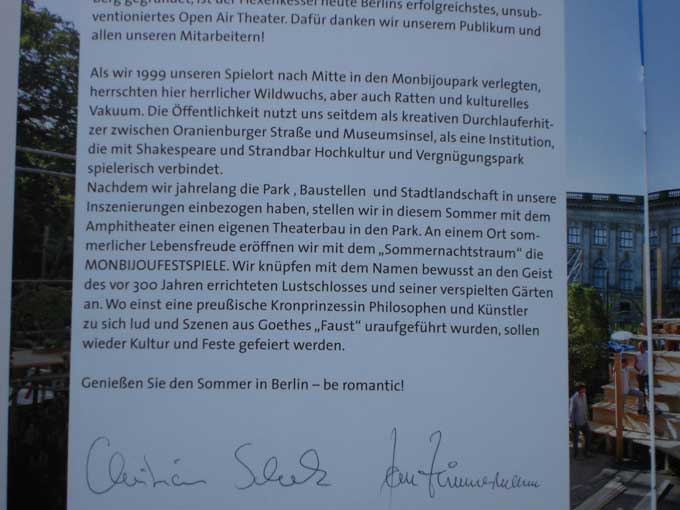 berg gegründet, ist der Hexenkessel heute Berlins erfolgreichstes, unsub-
ventioniertes Open Air Theater. Dafür danken wir unserem Publikum und
allen unseren Mitarbeitern!
Als wir 1999 unseren Spielort nach Mitte in den Monbijoupark verlegten,
herrschten hier herrlicher Wildwuchs, aber auch Ratten und kulturelles
Vakuum. Die Öffentlichkeit nutzt uns seitdem als kreativen Durchlauferhit-
zer zwischen Oranienburger Straße und Museumsinsel, als eine Institution,
die mit Shakespeare und Strandbar Hochkultur und Vergnügungspark
spielerisch verbindet.
Nachdem wir jahrelang die Park , Baustellen und Stadtlandschaft in unsere
Inszenierungen einbezogen haben, stellen wir in diesem Sommer mit dem
Amphitheater einen eigenen Theaterbau in den Park. An einem Ort som-
merlicher Lebensfreude eröffnen wir mit dem „Sommernachtstraum“ die
MONBIJOUFESTSPIELE. Wir knüpfen mit dem Namen bewusst an den Geist
des vor 300 Jahren errichteten Lustschlosses und seiner verspielten Gärten
an. Wo einst eine preußische Kronprinzessin Philosophen und Künstler
zu sich lud und Szenen aus Goethes „Faust“ uraufgeführt wurden, sollen
wieder Kultur und Feste gefeiert werden.
Genießen Sie den Sommer in Berlin – be romantic!
Christian